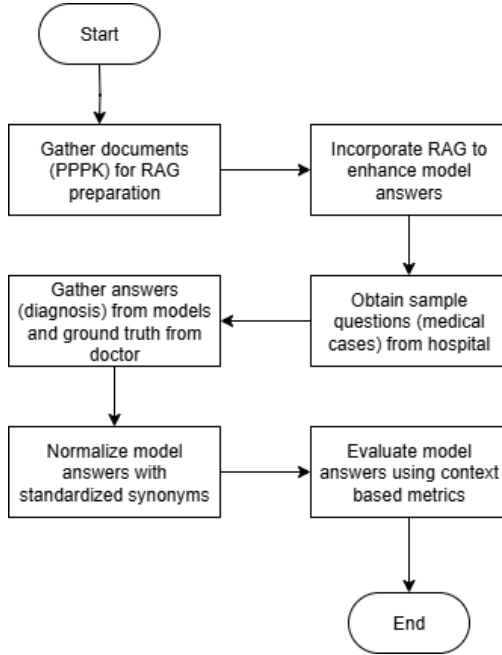 Start
Gather documents
(PPPK) for RAG
preparation
Incorporate RAG to
enhance model
answers
Obtain sample
questions (medical
cases) from hospital
Gather answers
(diagnosis) from models
and ground truth from
doctor
Normalize model
answers with
standardized synonyms
Evaluate model
answers using context
based metrics
End